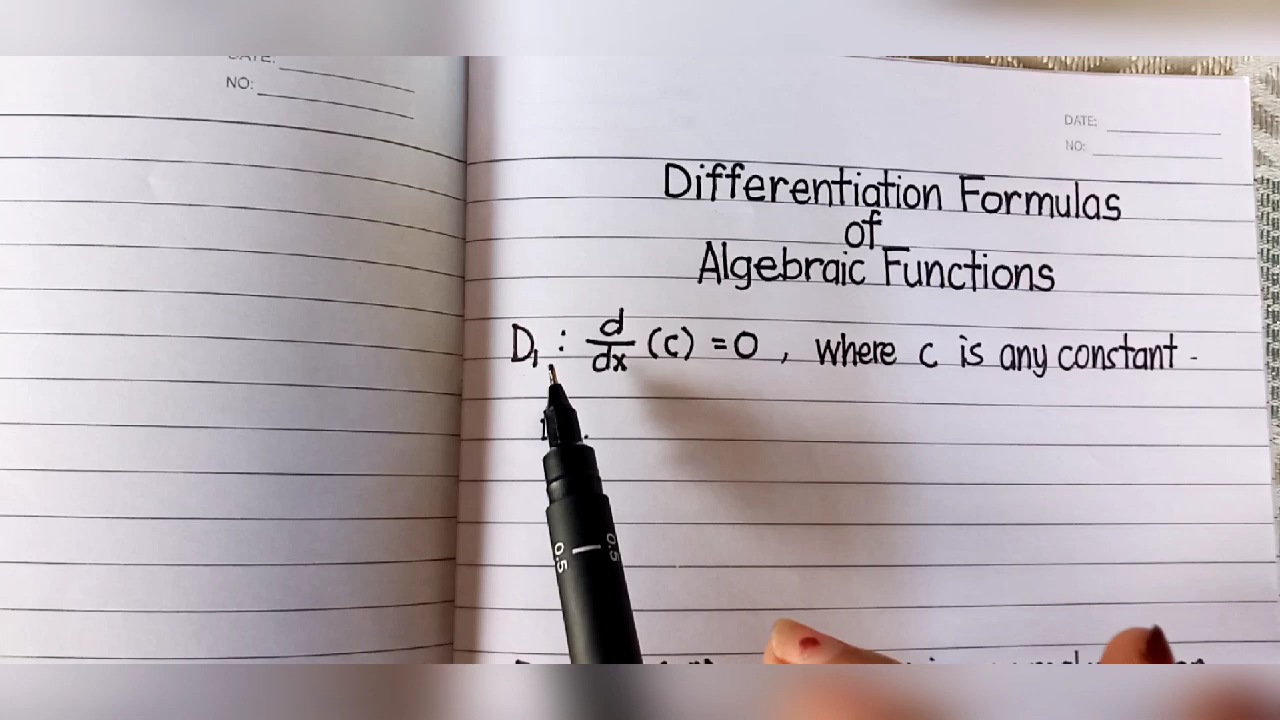 DATE:
NO:
DATE:
NO:
Differentiation Formulas
of
Algebraic Functions
D₁ : d/dx (c) = 0 , where c is any constant.
0.5
0.5